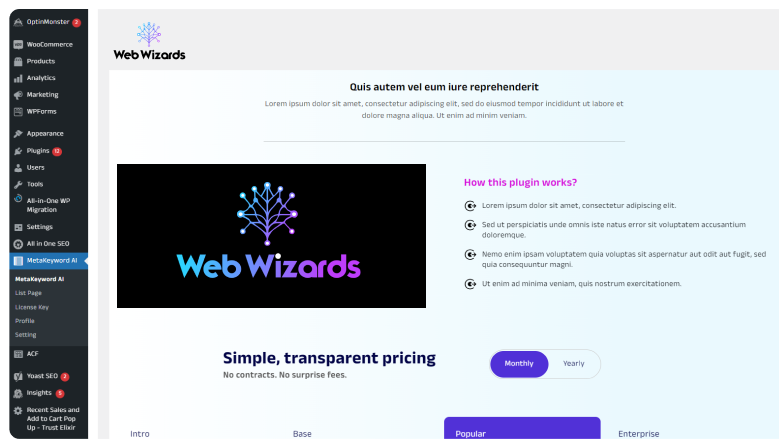 OptinMonster 2
WooCommerce
Products
Analytics
Marketing
WPForms
Appearance
Plugins 12
Users
Tools
All-in-One WP
Migration
Settings
All in One SEO
MetaKeyword AI
MetaKeyword AI
List Page
License Key
Profile
Setting
ACF
Yoast SEO 2
Insights 5
Recent Sales and
Add to Cart Pop
Up - Trust Elixir
Web Wizards
Quis autem vel eum iure reprehenderit
Lorem ipsum dolor sit amet, consectetur adipiscing elit, sed do eiusmod tempor incididunt ut labore et
dolore magna aliqua. Ut enim ad minim veniam.
Web Wizards
How this plugin works?
Lorem ipsum dolor sit amet, consectetur adipiscing elit.
Sed ut perspiciatis unde omnis iste natus error sit voluptatem accusantium
doloremque.
Nemo enim ipsam voluptatem quia voluptas sit aspernatur aut odit aut fugit, sed
quia consequuntur magni.
Ut enim ad minima veniam, quis nostrum exercitationem.
Simple, transparent pricing
No contracts. No surprise fees.
Monthly Yearly
Intro Base Popular Enterprise